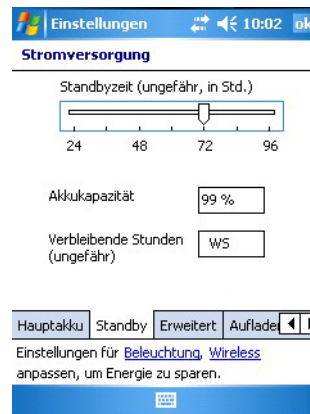 Einstellungen 10:02 ok
Stromversorgung
Standbyzeit (ungefähr, in Std.)
24 48 72 96
Akkukapazität 99 %
Verbleibende Stunden WS
(ungefähr)
Hauptakku Standby Erweitert Auflade
Einstellungen für Beleuchtung, Wireless
anpassen, um Energie zu sparen.